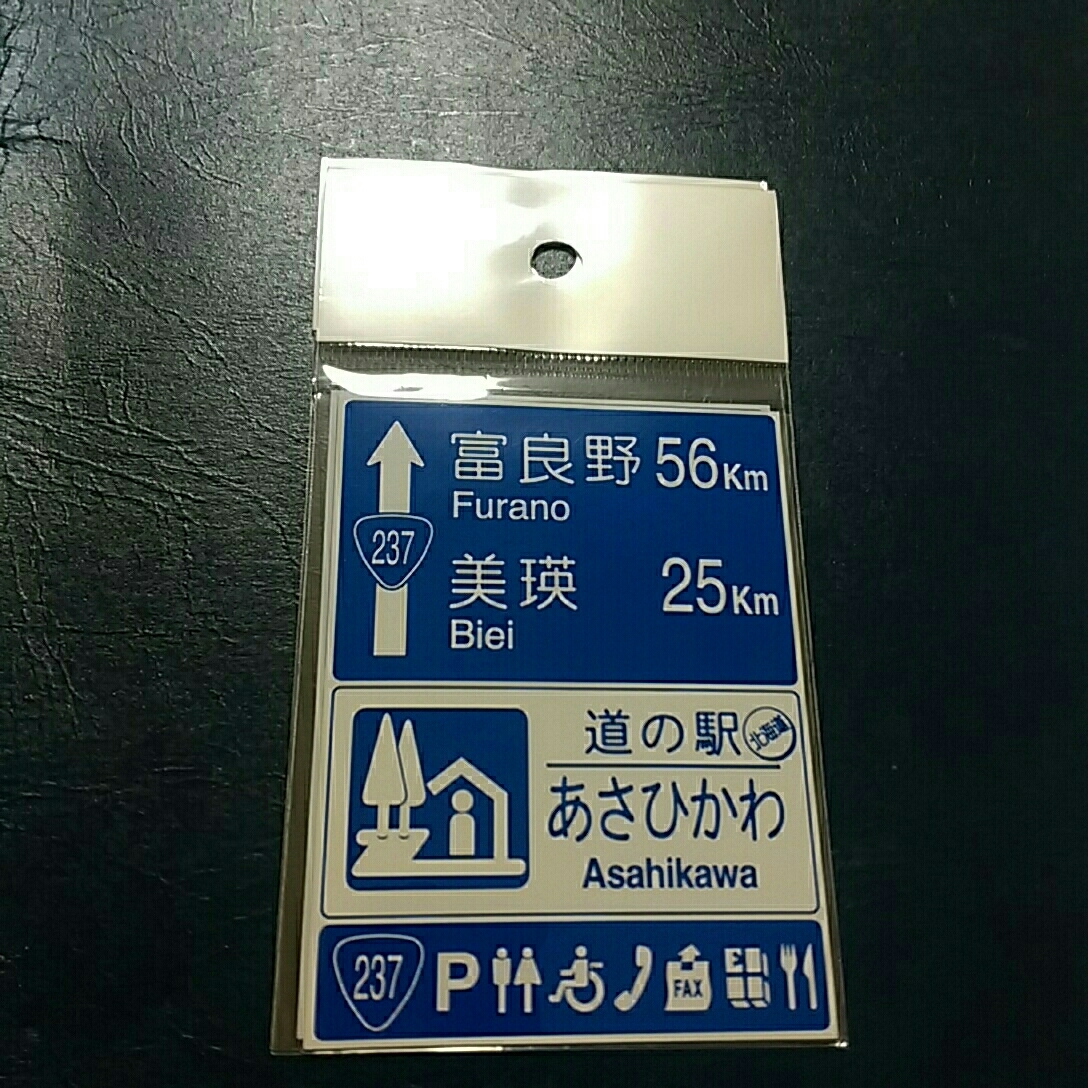 富良野 56Km
Furano
237
美瑛 25Km
Biei
道の駅 北海道
あさひかわ
Asahikawa
237 P FAX